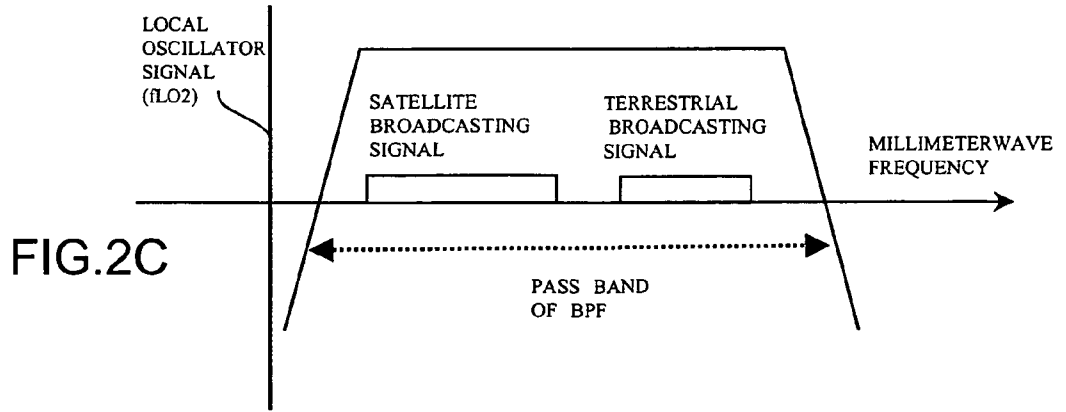 LOCAL
OSCILLATOR
SIGNAL
(fLO2)
SATELLITE
BROADCASTING
SIGNAL
TERRESTRIAL
BROADCASTING
SIGNAL
MILLIMETERWAVE
FREQUENCY
FIG.2C
PASS BAND
OF BPF